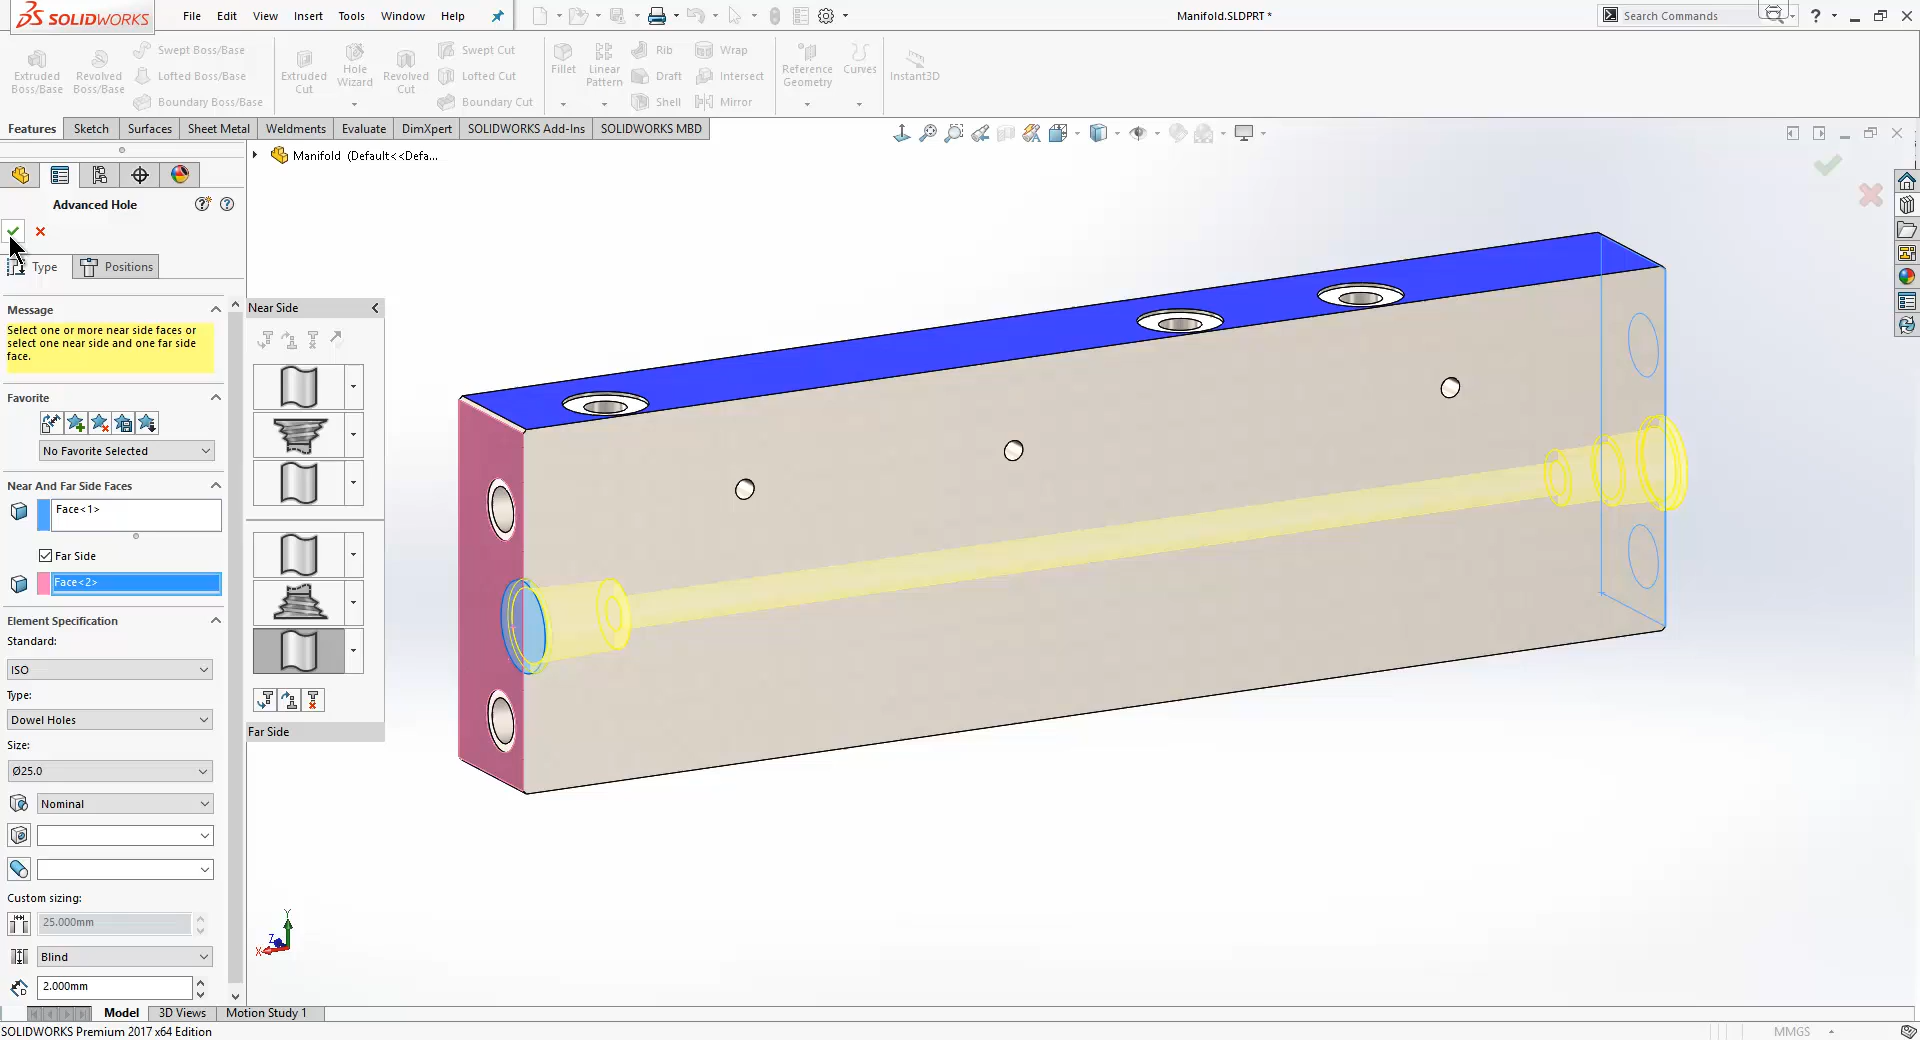 SOLIDWORKS
File Edit View Insert Tools Window Help
Manifold.SLDPRT *
Search Commands
?
Extruded Boss/Base
Revolved Boss/Base
Swept Boss/Base
Lofted Boss/Base
Boundary Boss/Base
Extruded Cut
Hole Wizard
Revolved Cut
Swept Cut
Lofted Cut
Boundary Cut
Fillet
Linear Pattern
Rib
Draft
Shell
Wrap
Intersect
Mirror
Reference Geometry
Curves
Instant3D
Features Sketch Surfaces Sheet Metal Weldments Evaluate DimXpert SOLIDWORKS Add-Ins SOLIDWORKS MBD
Manifold (Default<<Defa...
Advanced Hole
Type Positions
Message
Select one or more near side faces or
select one near side and one far side
face.
Favorite
No Favorite Selected
Near And Far Side Faces
Face<1>
Far Side
Face<2>
Element Specification
Standard:
ISO
Type:
Dowel Holes
Size:
Ø25.0
Nominal
Custom sizing:
25.000mm
Blind
2.000mm
Near Side
Far Side
Y
Z
X
Model 3D Views Motion Study 1
SOLIDWORKS Premium 2017 x64 Edition
MMGS